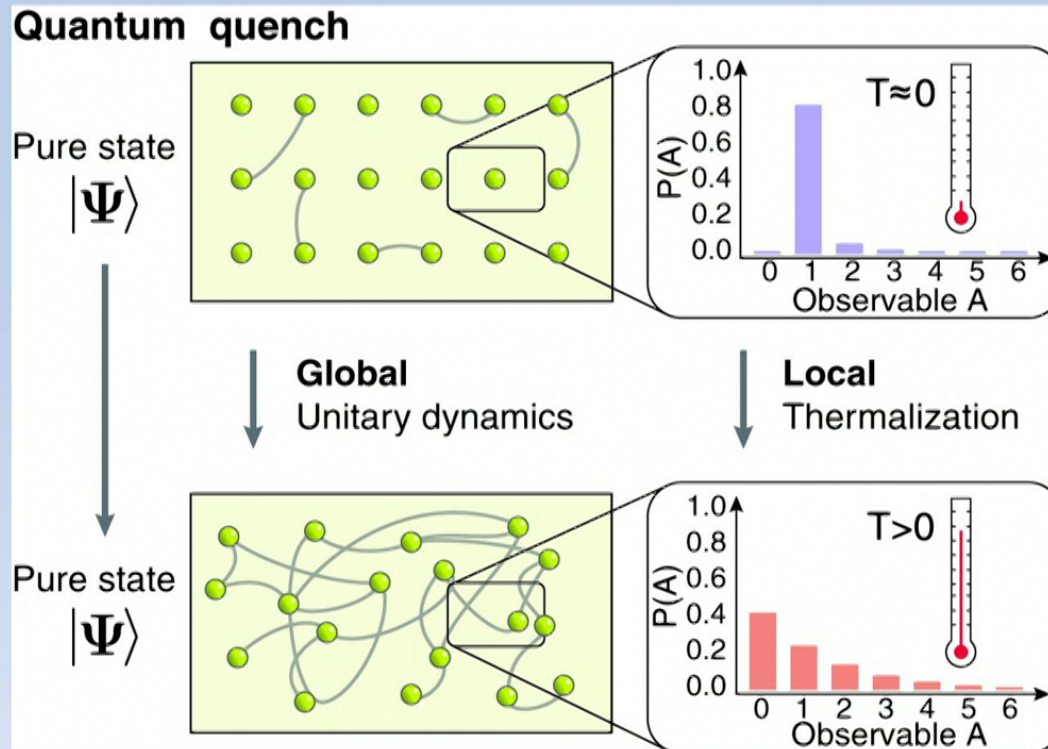 Quantum quench
Pure state
|Ψ⟩
1.0
0.8
0.6
0.4
0.2
0.0
P(A)
T≈0
0 1 2 3 4 5 6
Observable A
Global
Unitary dynamics
Local
Thermalization
Pure state
|Ψ⟩
1.0
0.8
0.6
0.4
0.2
0.0
P(A)
T>0
0 1 2 3 4 5 6
Observable A